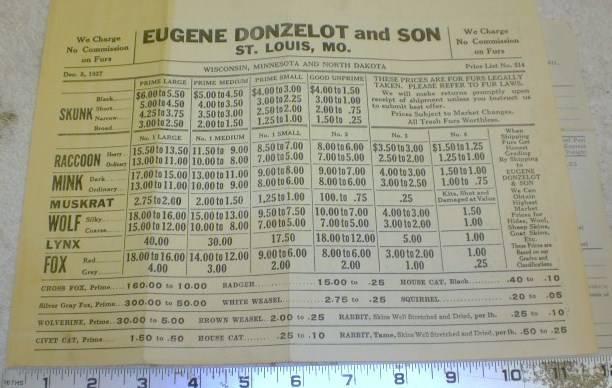 We Charge
No Commission
on Furs
EUGENE DONZELOT and SON
ST. LOUIS, MO.
We Charge
No Commission
on Furs
WISCONSIN, MINNESOTA AND NORTH DAKOTA
Dec. 3, 1927
Price List No. 214
PRIME LARGE PRIME MEDIUM PRIME SMALL GOOD UNPRIME
SKUNK
Black $6.00 to 5.50 $5.00 to 4.50 $4.00 to 3.00 $4.00 to 1.50
Short 5.00 to 4.50 4.00 to 3.50 3.00 to 2.25 3.00 to 1.00
Narrow 4.25 to 3.75 3.50 to 3.00 2.50 to 2.00 2.00 to .75
Broad 3.00 to 2.50 2.00 to 1.50 1.25 to 1.00 1.50 to .25
THESE PRICES ARE FOR FURS LEGALLY
TAKEN. PLEASE REFER TO FUR LAWS.
We will make returns promptly upon
receipt of shipment unless you instruct us
to submit best offer.
Prices Subject to Market Changes.
All Trash Furs Worthless.
No. 1 LARGE No. 1 MEDIUM No. 1 SMALL No. 2 No. 3 No. 4
RACCOON
Heavy 15.50 to 13.50 11.50 to 9.00 8.50 to 7.00 8.00 to 6.00 $3.50 to 3.00 $1.50 to 1.25
Ordinary 13.00 to 11.00 10.00 to 8.00 7.00 to 5.00 7.00 to 5.00 2.50 to 2.00 1.25 to 1.00
MINK
Dark 17.00 to 15.00 13.00 to 11.00 9.00 to 8.00 9.00 to 7.00 4.00 to 3.00 1.50 to 1.00
Ordinary 13.00 to 11.00 10.00 to 9.00 8.00 to 6.00 8.00 to 6.00 3.00 to 2.50 1.00 to .75
MUSKRAT 2.75 to 2.00 2.00 to 1.50 1.25 to 1.00 100. to .75 .25 Kits, Shot and
Damaged at Value
WOLF
Silky 18.00 to 16.00 15.00 to 13.00 9.50 to 7.50 10.00 to 7.00 4.00 to 3.00 1.50
Coarse 15.00 to 12.00 10.00 to 8.00 7.00 to 5.00 7.00 to 5.00 3.00 to 2.00 1.00
LYNX 40.00 30.00 17.50 18.00 to 12.00 5.00 1.00
FOX
Red 18.00 to 16.00 14.00 to 12.00 9.00 to 6.00 8.00 to 6.00 3.00 to 2.00 1.00
Grey 4.00 3.00 2.00 2.00 1.00 .25
When
Shipping
Furs Get
Honest
Grading
By Shipping
to
EUGENE
DONZELOT
& SON
We Can
Obtain
Highest
Market
Prices for
Hides, Wool,
Sheep Skins,
Goat Skins,
Etc.
These Prices are
Based on our
Grades and
Classifications
CROSS FOX, Prime 160.00 to 10.00 BADGER 15.00 to .25 HOUSE CAT, Black .40 to .10
Silver Gray Fox, Prime 300.00 to 50.00 WHITE WEASEL 2.75 to .25 SQUIRREL .20 to .05
WOLVERINE, Prime 30.00 to 5.00 BROWN WEASEL 2.00 to .25 RABBIT, Skins Well Stretched and Dried, per lb. .25 to .10
CIVET CAT, Prime 1.50 to .50 HOUSE CAT .25 to .10 RABBIT, Tame, Skins Well Stretched and Dried, per lb. .50 to .25
1 2 3 4 5 6 7 8 9 10 11